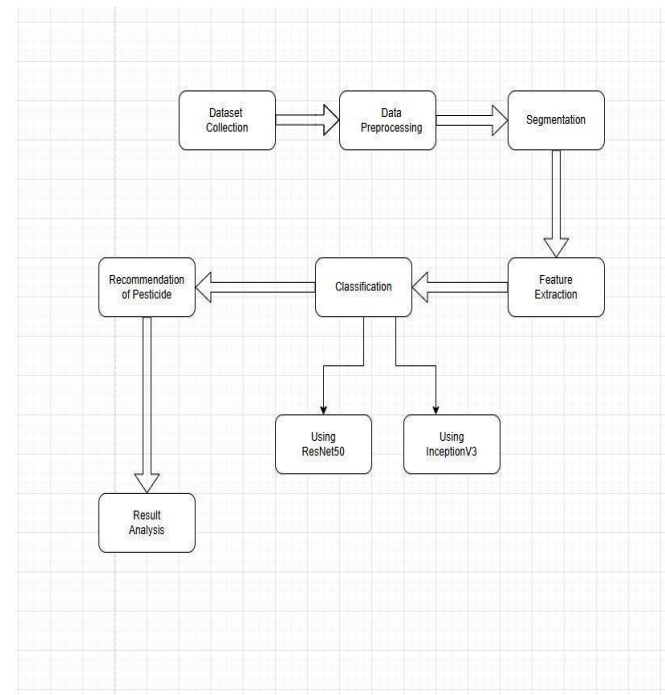 Dataset
Collection
Data
Preprocessing
Segmentation
Recommendation
of Pesticide
Classification
Feature
Extraction
Using
ResNet50
Using
InceptionV3
Result
Analysis